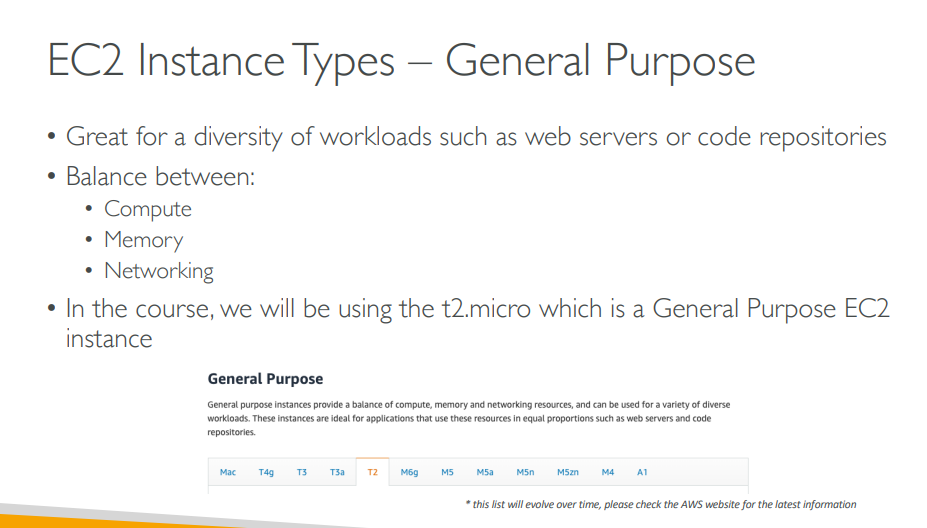 EC2 Instance Types – General Purpose
• Great for a diversity of workloads such as web servers or code repositories
• Balance between:
• Compute
• Memory
• Networking
• In the course, we will be using the t2.micro which is a General Purpose EC2
instance
General Purpose
General purpose instances provide a balance of compute, memory and networking resources, and can be used for a variety of diverse
workloads. These instances are ideal for applications that use these resources in equal proportions such as web servers and code
repositories.
Mac T4g T3 T3a T2 M6g M5 M5a M5n M5zn M4 A1
* this list will evolve over time, please check the AWS website for the latest information